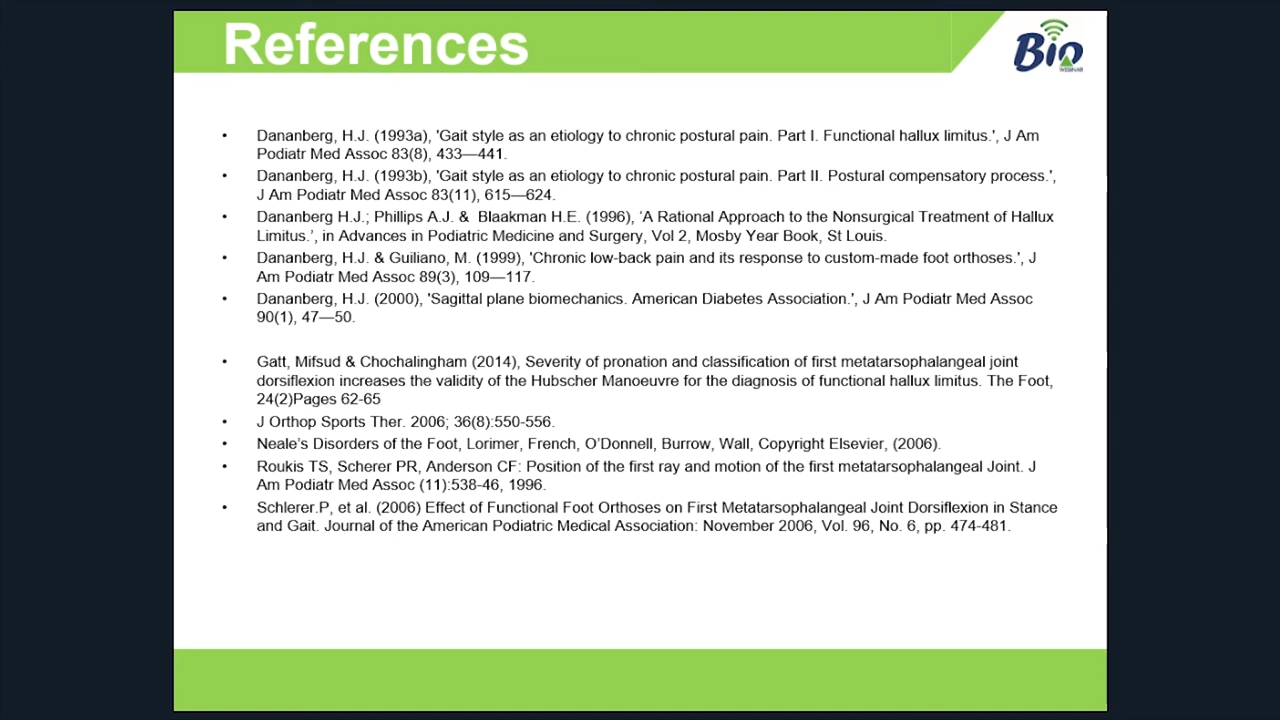 References
Bio
WEBINAR
• Dananberg, H.J. (1993a), 'Gait style as an etiology to chronic postural pain. Part I. Functional hallux limitus.', J Am
Podiatr Med Assoc 83(8), 433—441.
• Dananberg, H.J. (1993b), 'Gait style as an etiology to chronic postural pain. Part II. Postural compensatory process.',
J Am Podiatr Med Assoc 83(11), 615—624.
• Dananberg H.J.; Phillips A.J. & Blaakman H.E. (1996), 'A Rational Approach to the Nonsurgical Treatment of Hallux
Limitus.', in Advances in Podiatric Medicine and Surgery, Vol 2, Mosby Year Book, St Louis.
• Dananberg, H.J. & Guiliano, M. (1999), 'Chronic low-back pain and its response to custom-made foot orthoses.', J
Am Podiatr Med Assoc 89(3), 109—117.
• Dananberg, H.J. (2000), 'Sagittal plane biomechanics. American Diabetes Association.', J Am Podiatr Med Assoc
90(1), 47—50.
• Gatt, Mifsud & Chochalingham (2014), Severity of pronation and classification of first metatarsophalangeal joint
dorsiflexion increases the validity of the Hubscher Manoeuvre for the diagnosis of functional hallux limitus. The Foot,
24(2)Pages 62-65
• J Orthop Sports Ther. 2006; 36(8):550-556.
• Neale's Disorders of the Foot, Lorimer, French, O'Donnell, Burrow, Wall, Copyright Elsevier, (2006).
• Roukis TS, Scherer PR, Anderson CF: Position of the first ray and motion of the first metatarsophalangeal Joint. J
Am Podiatr Med Assoc (11):538-46, 1996.
• Schlerer.P, et al. (2006) Effect of Functional Foot Orthoses on First Metatarsophalangeal Joint Dorsiflexion in Stance
and Gait. Journal of the American Podiatric Medical Association: November 2006, Vol. 96, No. 6, pp. 474-481.